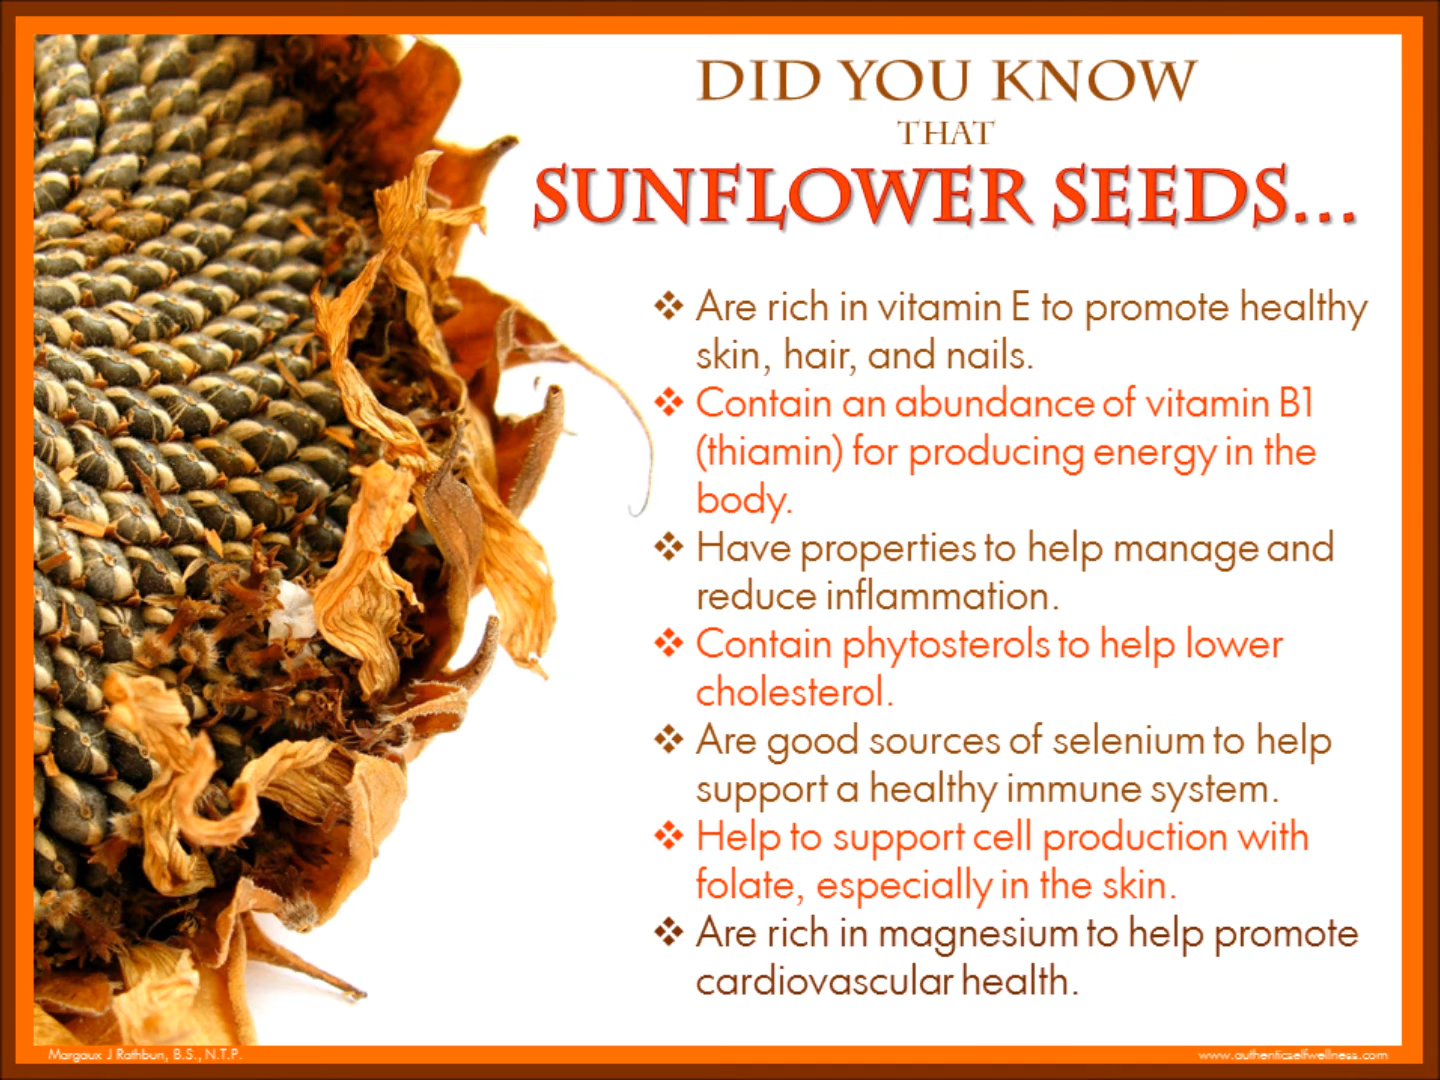 DID YOU KNOW
THAT
SUNFLOWER SEEDS...
❖ Are rich in vitamin E to promote healthy
skin, hair, and nails.
❖ Contain an abundance of vitamin B1
(thiamin) for producing energy in the
body.
❖ Have properties to help manage and
reduce inflammation.
❖ Contain phytosterols to help lower
cholesterol.
❖ Are good sources of selenium to help
support a healthy immune system.
❖ Help to support cell production with
folate, especially in the skin.
❖ Are rich in magnesium to help promote
cardiovascular health.
Margaux J Rathbun, B.S., N.T.P.
www.authenticselfwellness.com